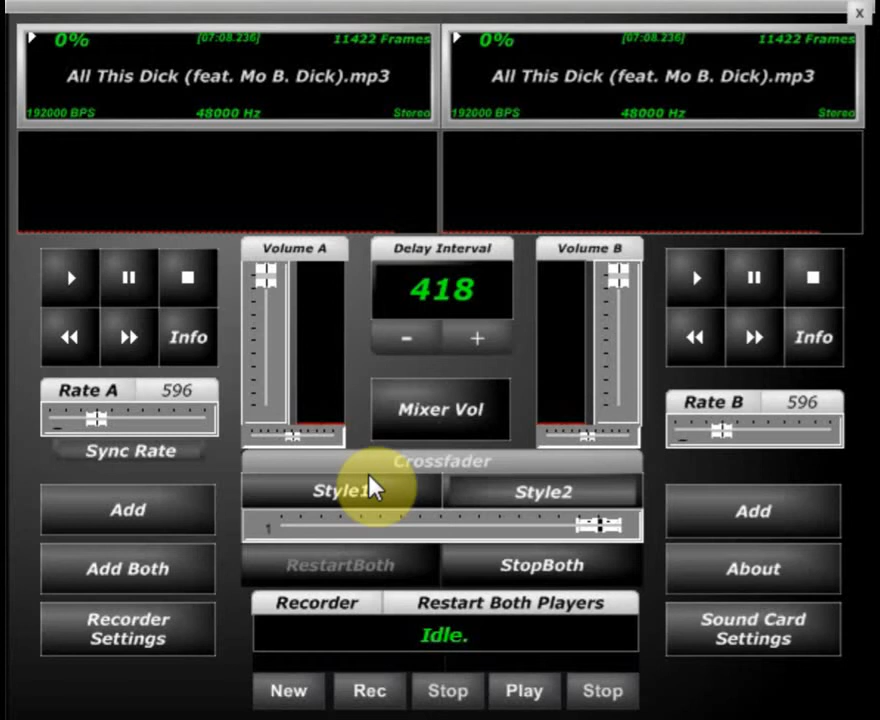 x
0% [07:08.236] 11422 Frames
All This Dick (feat. Mo B. Dick).mp3
192000 BPS 48000 Hz Stereo
0% [07:08.236] 11422 Frames
All This Dick (feat. Mo B. Dick).mp3
192000 BPS 48000 Hz Stereo
Volume A
Delay Interval
Volume B
418
- +
Info
Info
Rate A 596
Mixer Vol
Rate B 596
Sync Rate
Crossfader
Style1
Style2
Add
Add
RestartBoth
StopBoth
Add Both
About
Recorder
Restart Both Players
Recorder
Settings
Idle.
Sound Card
Settings
New Rec Stop Play Stop